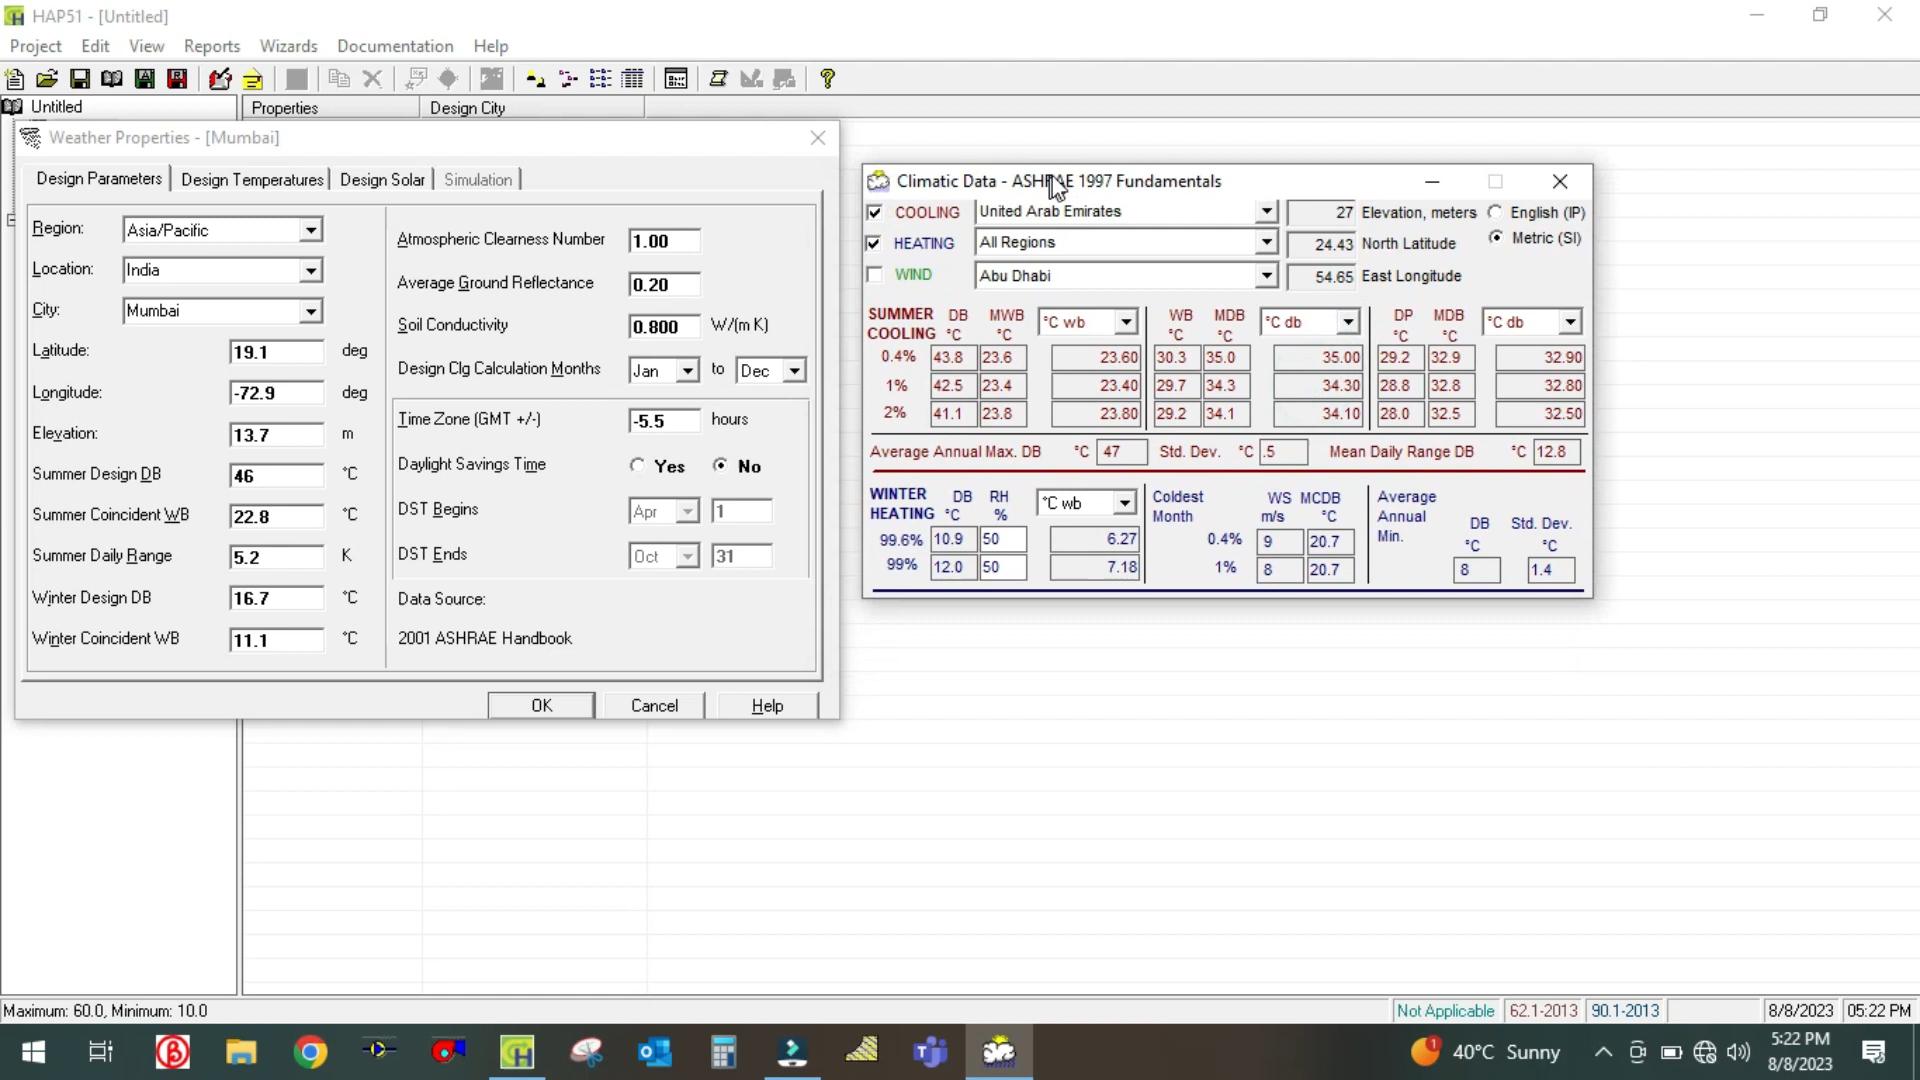 HAP51 - [Untitled]
Project Edit View Reports Wizards Documentation Help
Untitled
Properties Design City
Weather Properties - [Mumbai]
Design Parameters Design Temperatures Design Solar Simulation
Region: Asia/Pacific
Location: India
City: Mumbai
Latitude: 19.1 deg
Longitude: -72.9 deg
Elevation: 13.7 m
Summer Design DB 46 °C
Summer Coincident WB 22.8 °C
Summer Daily Range 5.2 K
Winter Design DB 16.7 °C
Winter Coincident WB 11.1 °C
Atmospheric Clearness Number 1.00
Average Ground Reflectance 0.20
Soil Conductivity 0.800 W/(m K)
Design Clg Calculation Months Jan to Dec
Time Zone (GMT +/-) -5.5 hours
Daylight Savings Time Yes No
DST Begins Apr 1
DST Ends Oct 31
Data Source:
2001 ASHRAE Handbook
OK Cancel Help
Climatic Data - ASHRAE 1997 Fundamentals
COOLING United Arab Emirates 27 Elevation, meters English (IP)
HEATING All Regions 24.43 North Latitude Metric (SI)
WIND Abu Dhabi 54.65 East Longitude
SUMMER DB MWB °C wb WB MDB °C db DP MDB °C db
COOLING °C °C °C °C °C °C
0.4% 43.8 23.6 23.60 30.3 35.0 35.00 29.2 32.9 32.90
1% 42.5 23.4 23.40 29.7 34.3 34.30 28.8 32.8 32.80
2% 41.1 23.8 23.80 29.2 34.1 34.10 28.0 32.5 32.50
Average Annual Max. DB °C 47 Std. Dev. °C .5 Mean Daily Range DB °C 12.8
WINTER DB RH °C wb Coldest WS MCDB Average
HEATING °C % Month m/s °C Annual DB Std. Dev.
99.6% 10.9 50 6.27 0.4% 9 20.7 Min. °C °C
99% 12.0 50 7.18 1% 8 20.7 8 1.4
Maximum: 60.0, Minimum: 10.0 Not Applicable 62.1-2013 90.1-2013 8/8/2023 05:22 PM
1 40°C Sunny 5:22 PM
8/8/2023